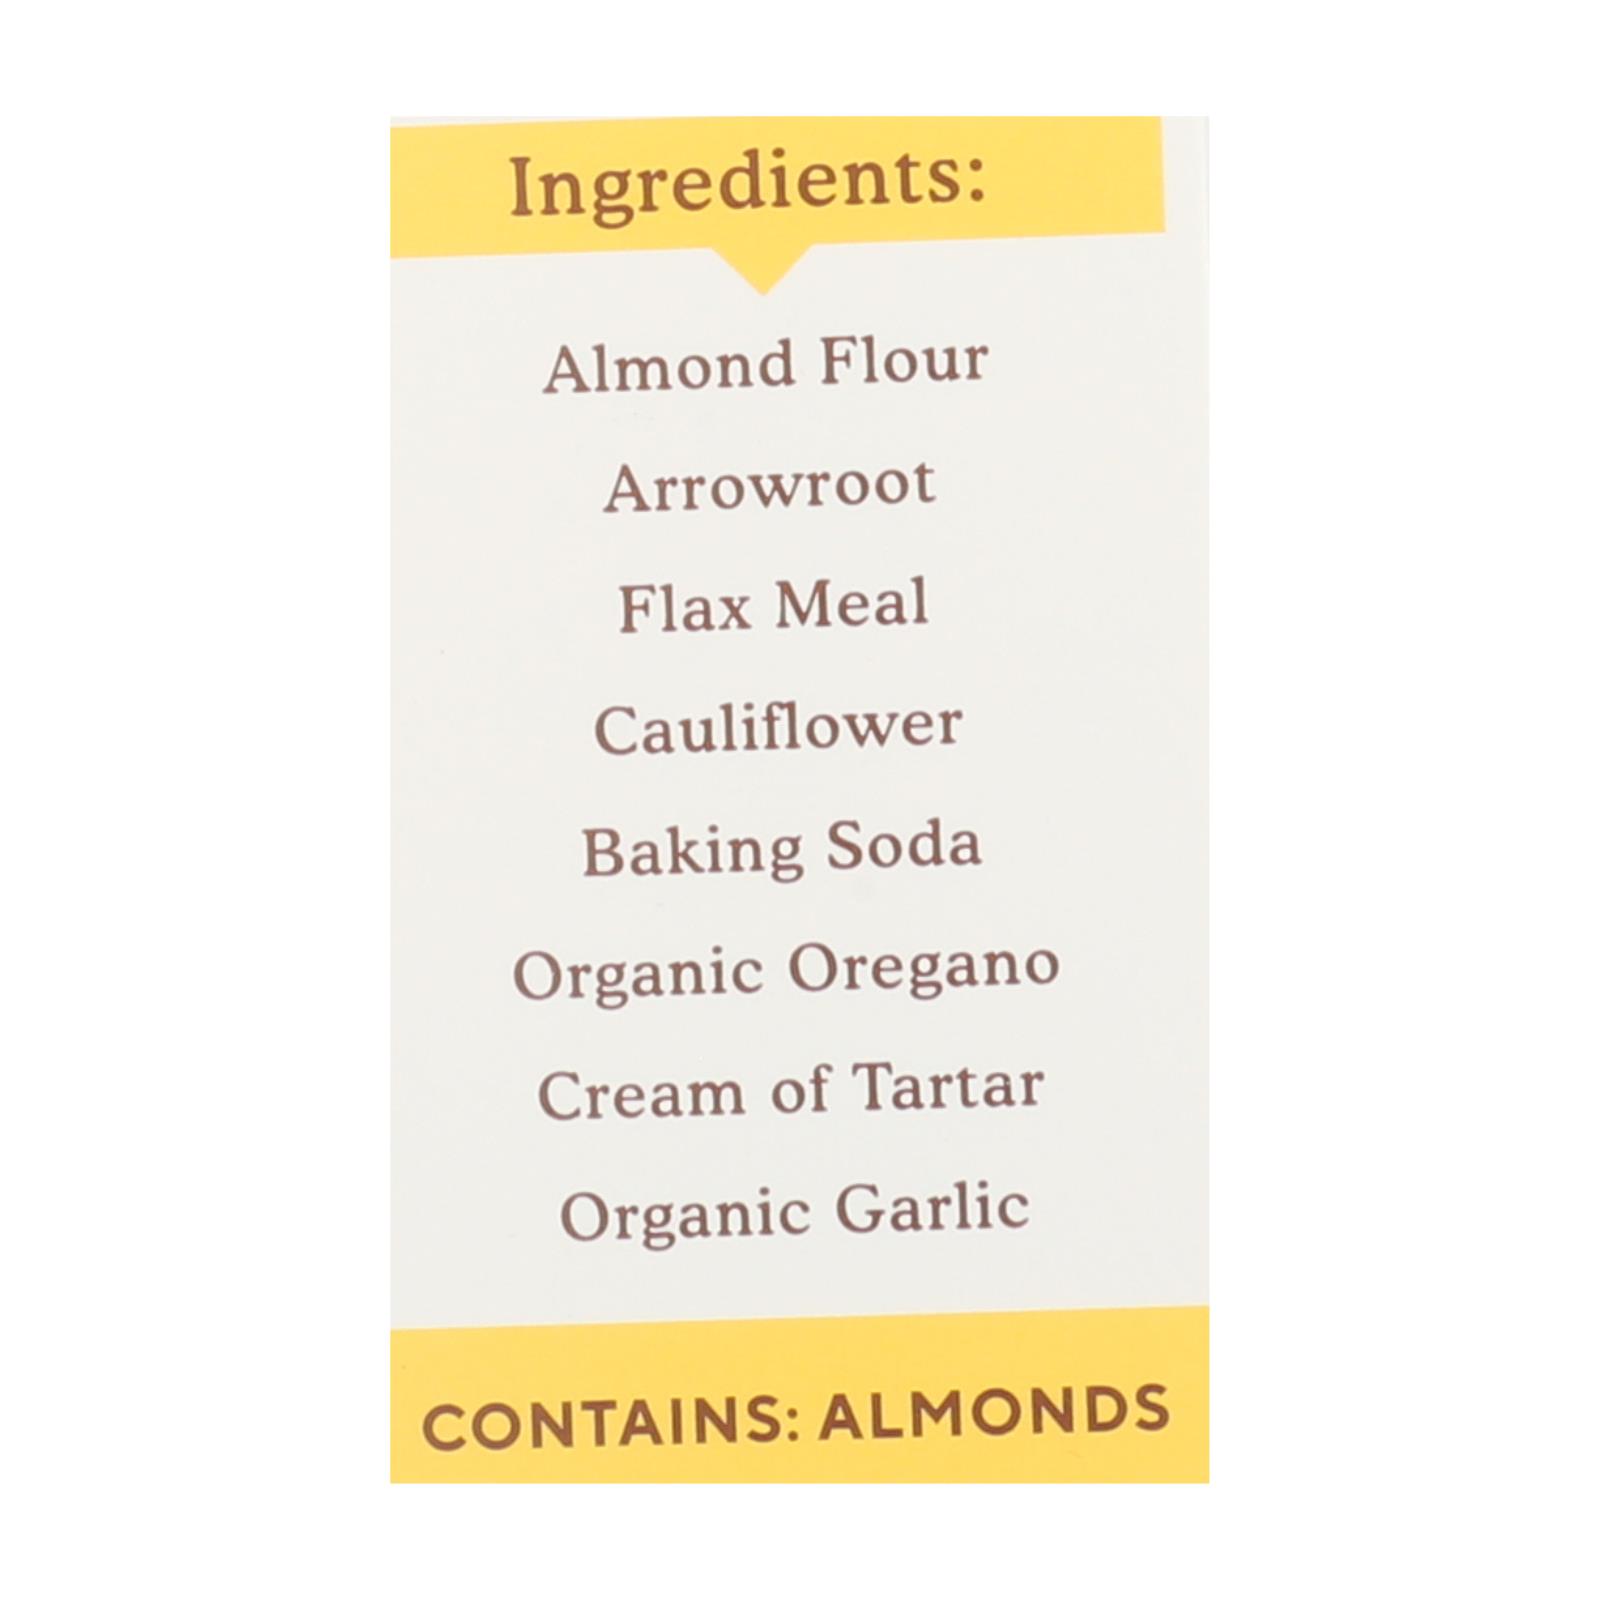 Ingredients:
Almond Flour
Arrowroot
Flax Meal
Cauliflower
Baking Soda
Organic Oregano
Cream of Tartar
Organic Garlic
CONTAINS: ALMONDS